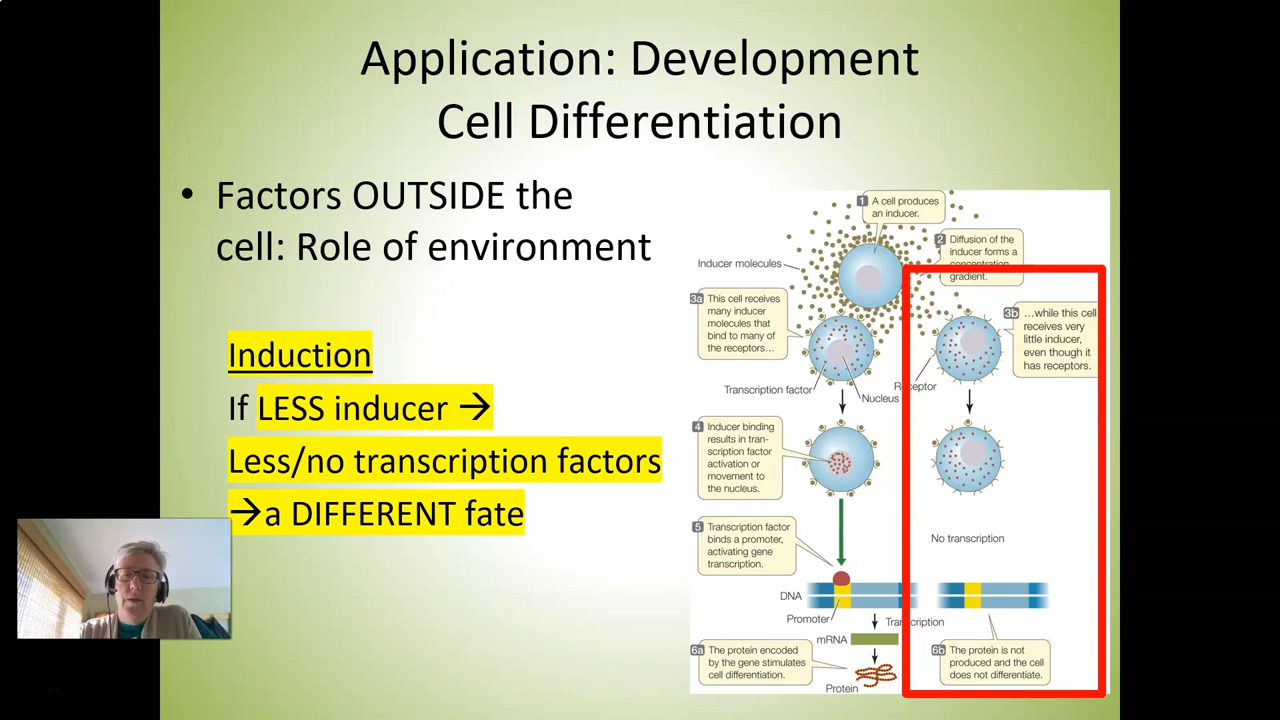 Application: Development
Cell Differentiation
• Factors OUTSIDE the
cell: Role of environment
Induction
If LESS inducer →
Less/no transcription factors
→a DIFFERENT fate
1 A cell produces
an inducer.
2 Diffusion of the
inducer forms a
concentration
gradient.
Inducer molecules
3a This cell receives
many inducer
molecules that
bind to many of
the receptors…
3b …while this cell
receives very
little inducer,
even though it
has receptors.
Transcription factor
Nucleus
Receptor
4 Inducer binding
results in tran-
scription factor
activation or
movement to
the nucleus.
5 Transcription factor
binds a promoter,
activating gene
transcription.
No transcription
DNA
Promoter
Transcription
mRNA
6a The protein encoded
by the gene stimulates
cell differentiation.
Protein
6b The protein is not
produced and the cell
does not differentiate.